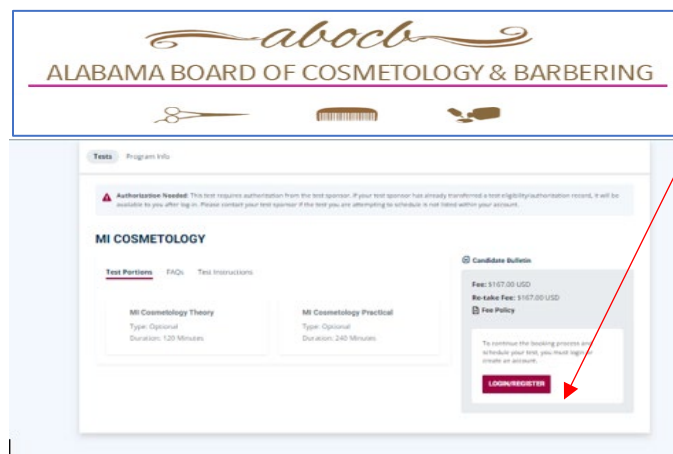 abocb
ALABAMA BOARD OF COSMETOLOGY & BARBERING
Tests Program Info
Authorization Needed: This test requires authorization from the test sponsor. If your test sponsor has already transferred a test eligibility/authorization record, it will be
available to you after log in. Please contact your test sponsor if the test you are attempting to schedule is not listed within your account.
MI COSMETOLOGY
Test Portions FAQs Test Instructions
MI Cosmetology Theory
Type: Optional
Duration: 120 Minutes
MI Cosmetology Practical
Type: Optional
Duration: 240 Minutes
Candidate Bulletin
Fee: $167.00 USD
Re-take Fee: $167.00 USD
Fee Policy
To continue the booking process and
schedule your test, you must login or
create an account.
LOGIN/REGISTER